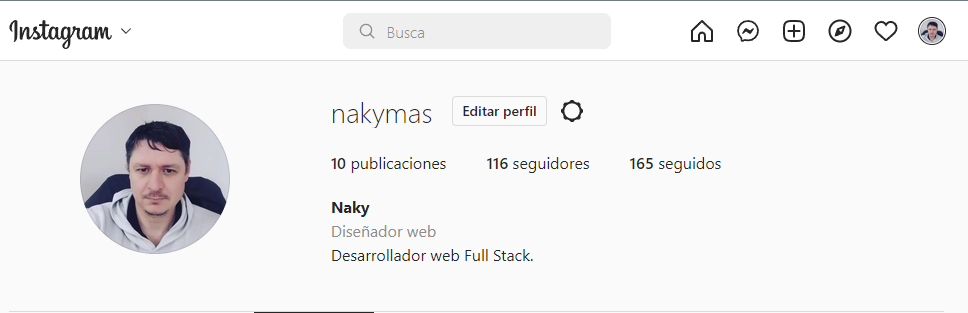 Instagram
Busca
nakymas Editar perfil
10 publicaciones 116 seguidores 165 seguidos
Naky
Diseñador web
Desarrollador web Full Stack.